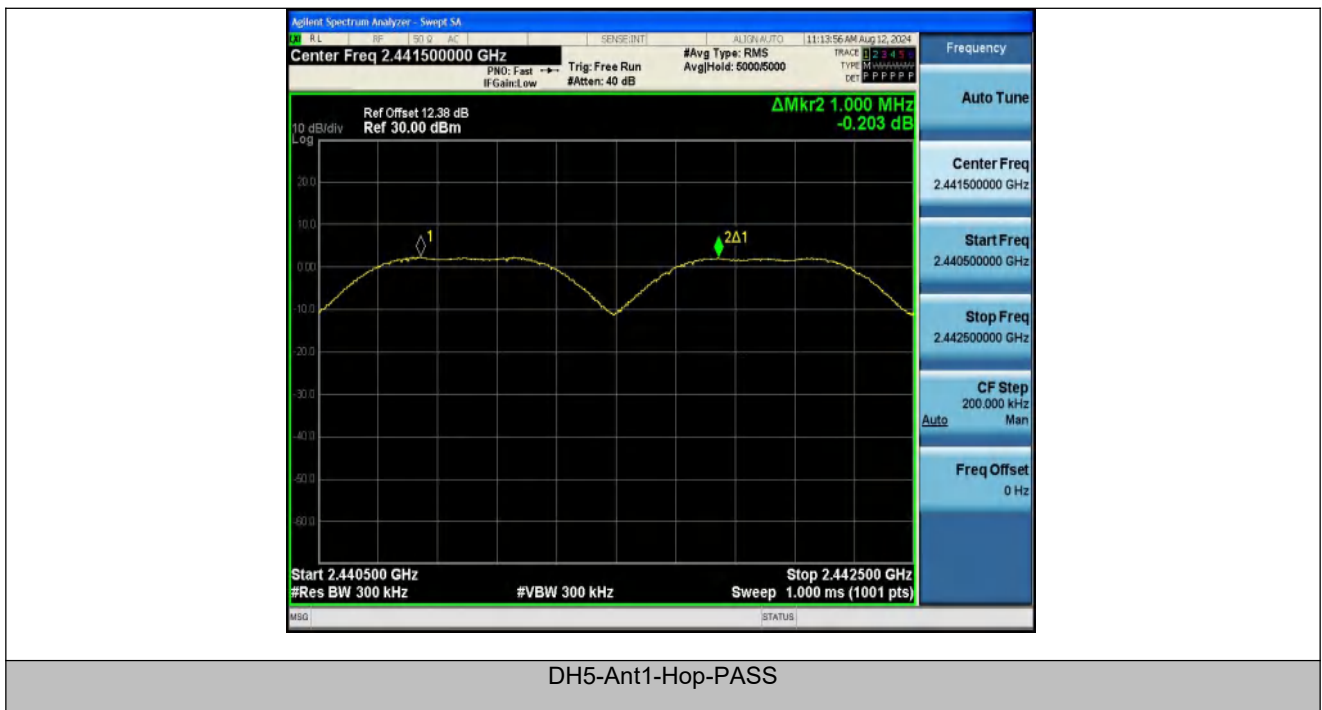 Agilent Spectrum Analyzer - Swept SA
RL RF 50 Ω AC SENSE:INT ALIGN AUTO 11:13:56 AM Aug 12, 2024
Center Freq 2.441500000 GHz
PNO: Fast
IFGain:Low
Trig: Free Run
#Atten: 40 dB
#Avg Type: RMS
Avg|Hold: 5000/5000
TRACE 1 2 3 4 5 6
TYPE
DET P P P P P P
Ref Offset 12.38 dB
10 dB/div Ref 30.00 dBm
Log
ΔMkr2 1.000 MHz
-0.203 dB
20.0
10.0
0.00
-10.0
-20.0
-30.0
-40.0
-50.0
-60.0
1
2Δ1
Start 2.440500 GHz
Stop 2.442500 GHz
#Res BW 300 kHz
#VBW 300 kHz
Sweep 1.000 ms (1001 pts)
MSG
STATUS
Frequency
Auto Tune
Center Freq
2.441500000 GHz
Start Freq
2.440500000 GHz
Stop Freq
2.442500000 GHz
CF Step
200.000 kHz
Auto Man
Freq Offset
0 Hz
DH5-Ant1-Hop-PASS